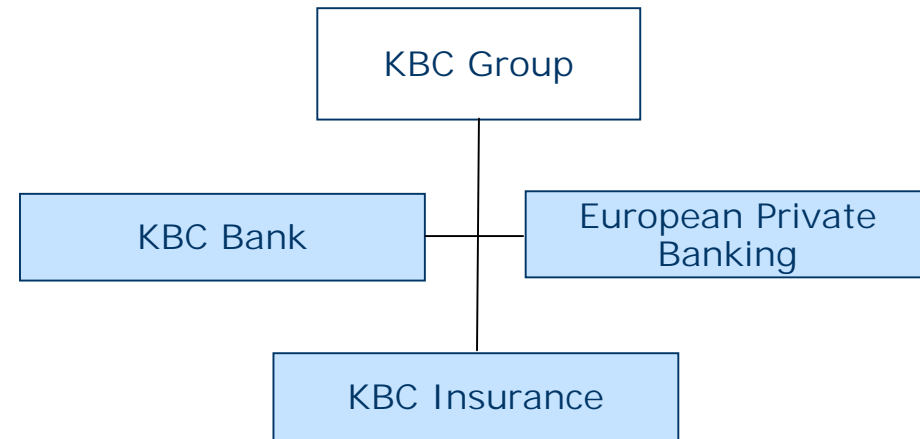 KBC Group
KBC Bank
European Private
Banking
KBC Insurance